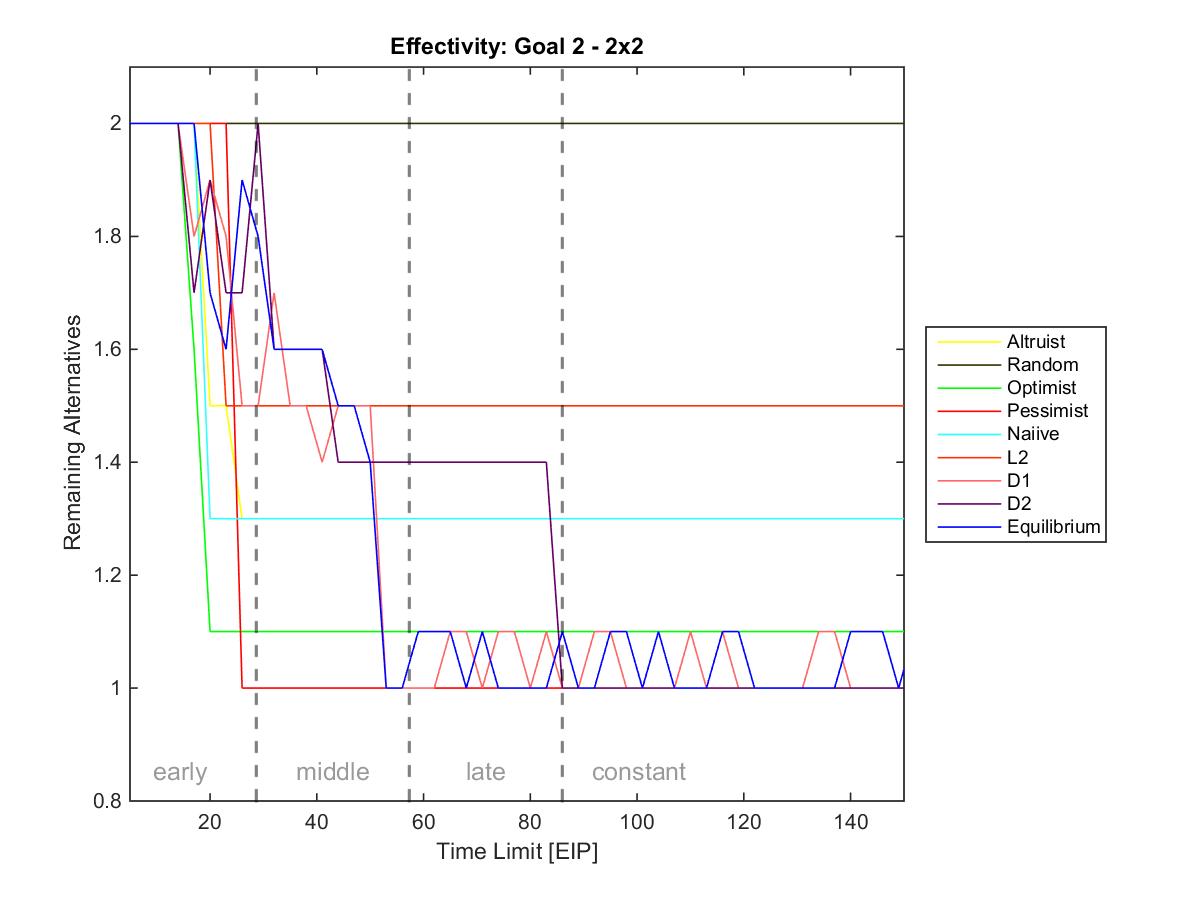 Effectivity: Goal 2 - 2x2
Remaining Alternatives
2
1.8
1.6
1.4
1.2
1
0.8
early
middle
late
constant
20
40
60
80
100
120
140
Time Limit [EIP]
Altruist
Random
Optimist
Pessimist
Naiive
L2
D1
D2
Equilibrium